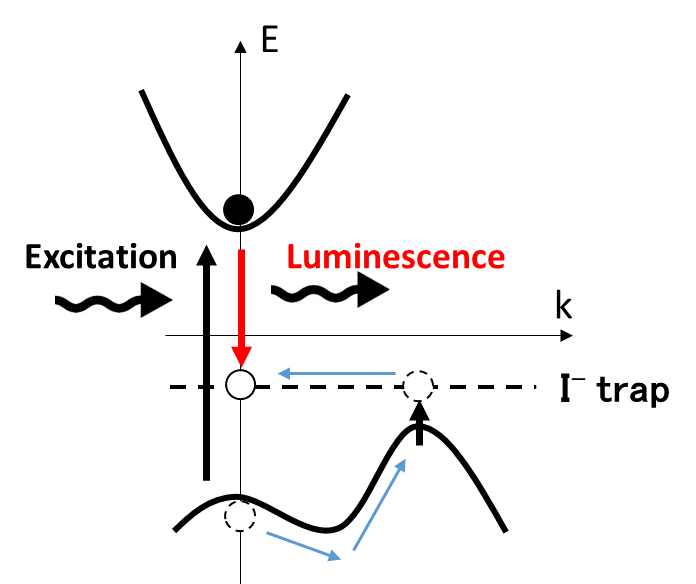 E
Excitation
Luminescence
k
I⁻ trap